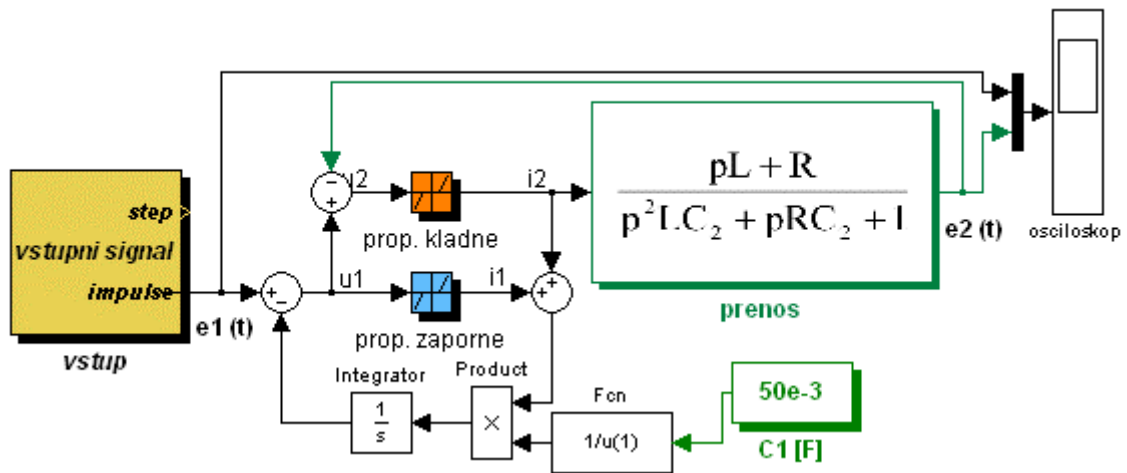 step
vstupni signal
impulse
vstup
e1 (t)
u1
u2
prop. kladne
i2
prop. zaporne
i1
pL + R
p²LC₂ + pRC₂ + 1
prenos
e2 (t)
osciloskop
Integrator
1
s
Product
×
Fcn
1/u(1)
50e-3
C1 [F]